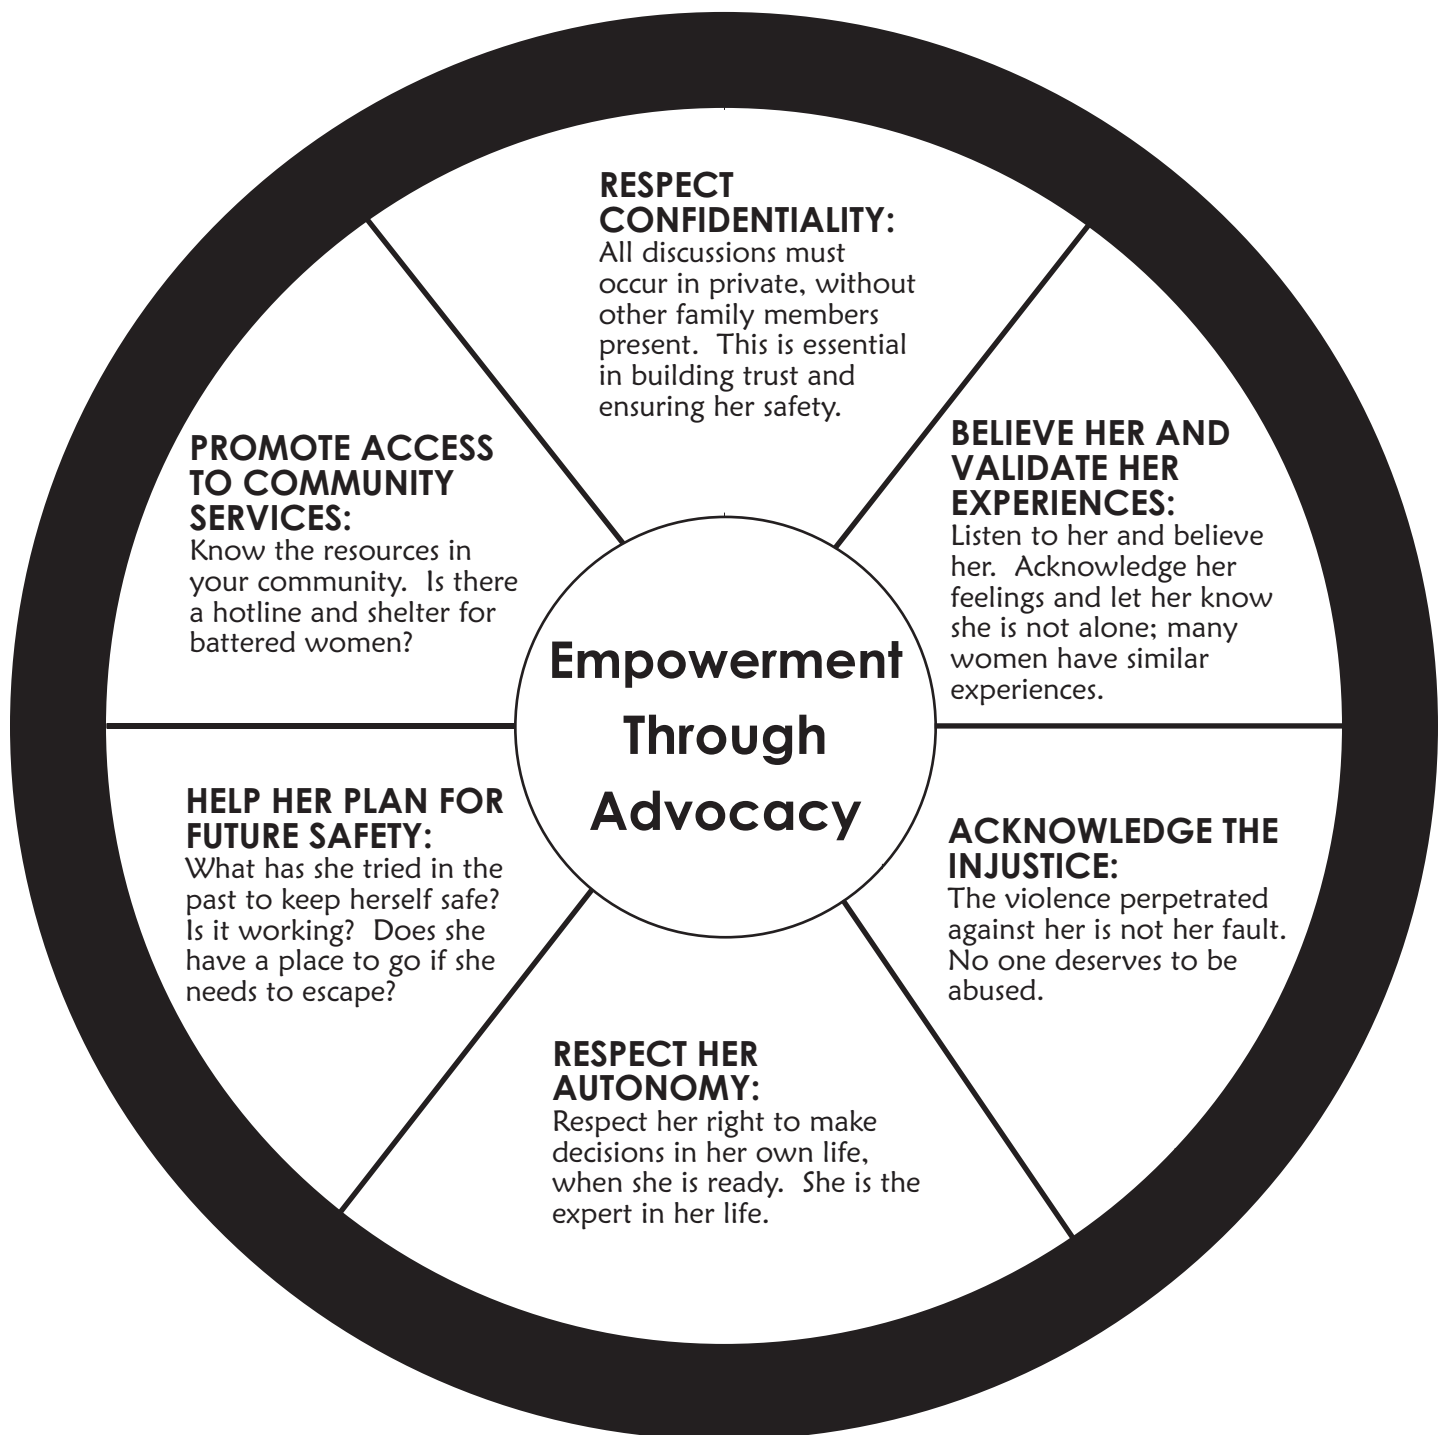 RESPECT
CONFIDENTIALITY:
All discussions must
occur in private, without
other family members
present. This is essential
in building trust and
ensuring her safety.
BELIEVE HER AND
VALIDATE HER
EXPERIENCES:
Listen to her and believe
her. Acknowledge her
feelings and let her know
she is not alone; many
women have similar
experiences.
ACKNOWLEDGE THE
INJUSTICE:
The violence perpetrated
against her is not her fault.
No one deserves to be
abused.
RESPECT HER
AUTONOMY:
Respect her right to make
decisions in her own life,
when she is ready. She is the
expert in her life.
HELP HER PLAN FOR
FUTURE SAFETY:
What has she tried in the
past to keep herself safe?
Is it working? Does she
have a place to go if she
needs to escape?
PROMOTE ACCESS
TO COMMUNITY
SERVICES:
Know the resources in
your community. Is there
a hotline and shelter for
battered women?
Empowerment
Through
Advocacy